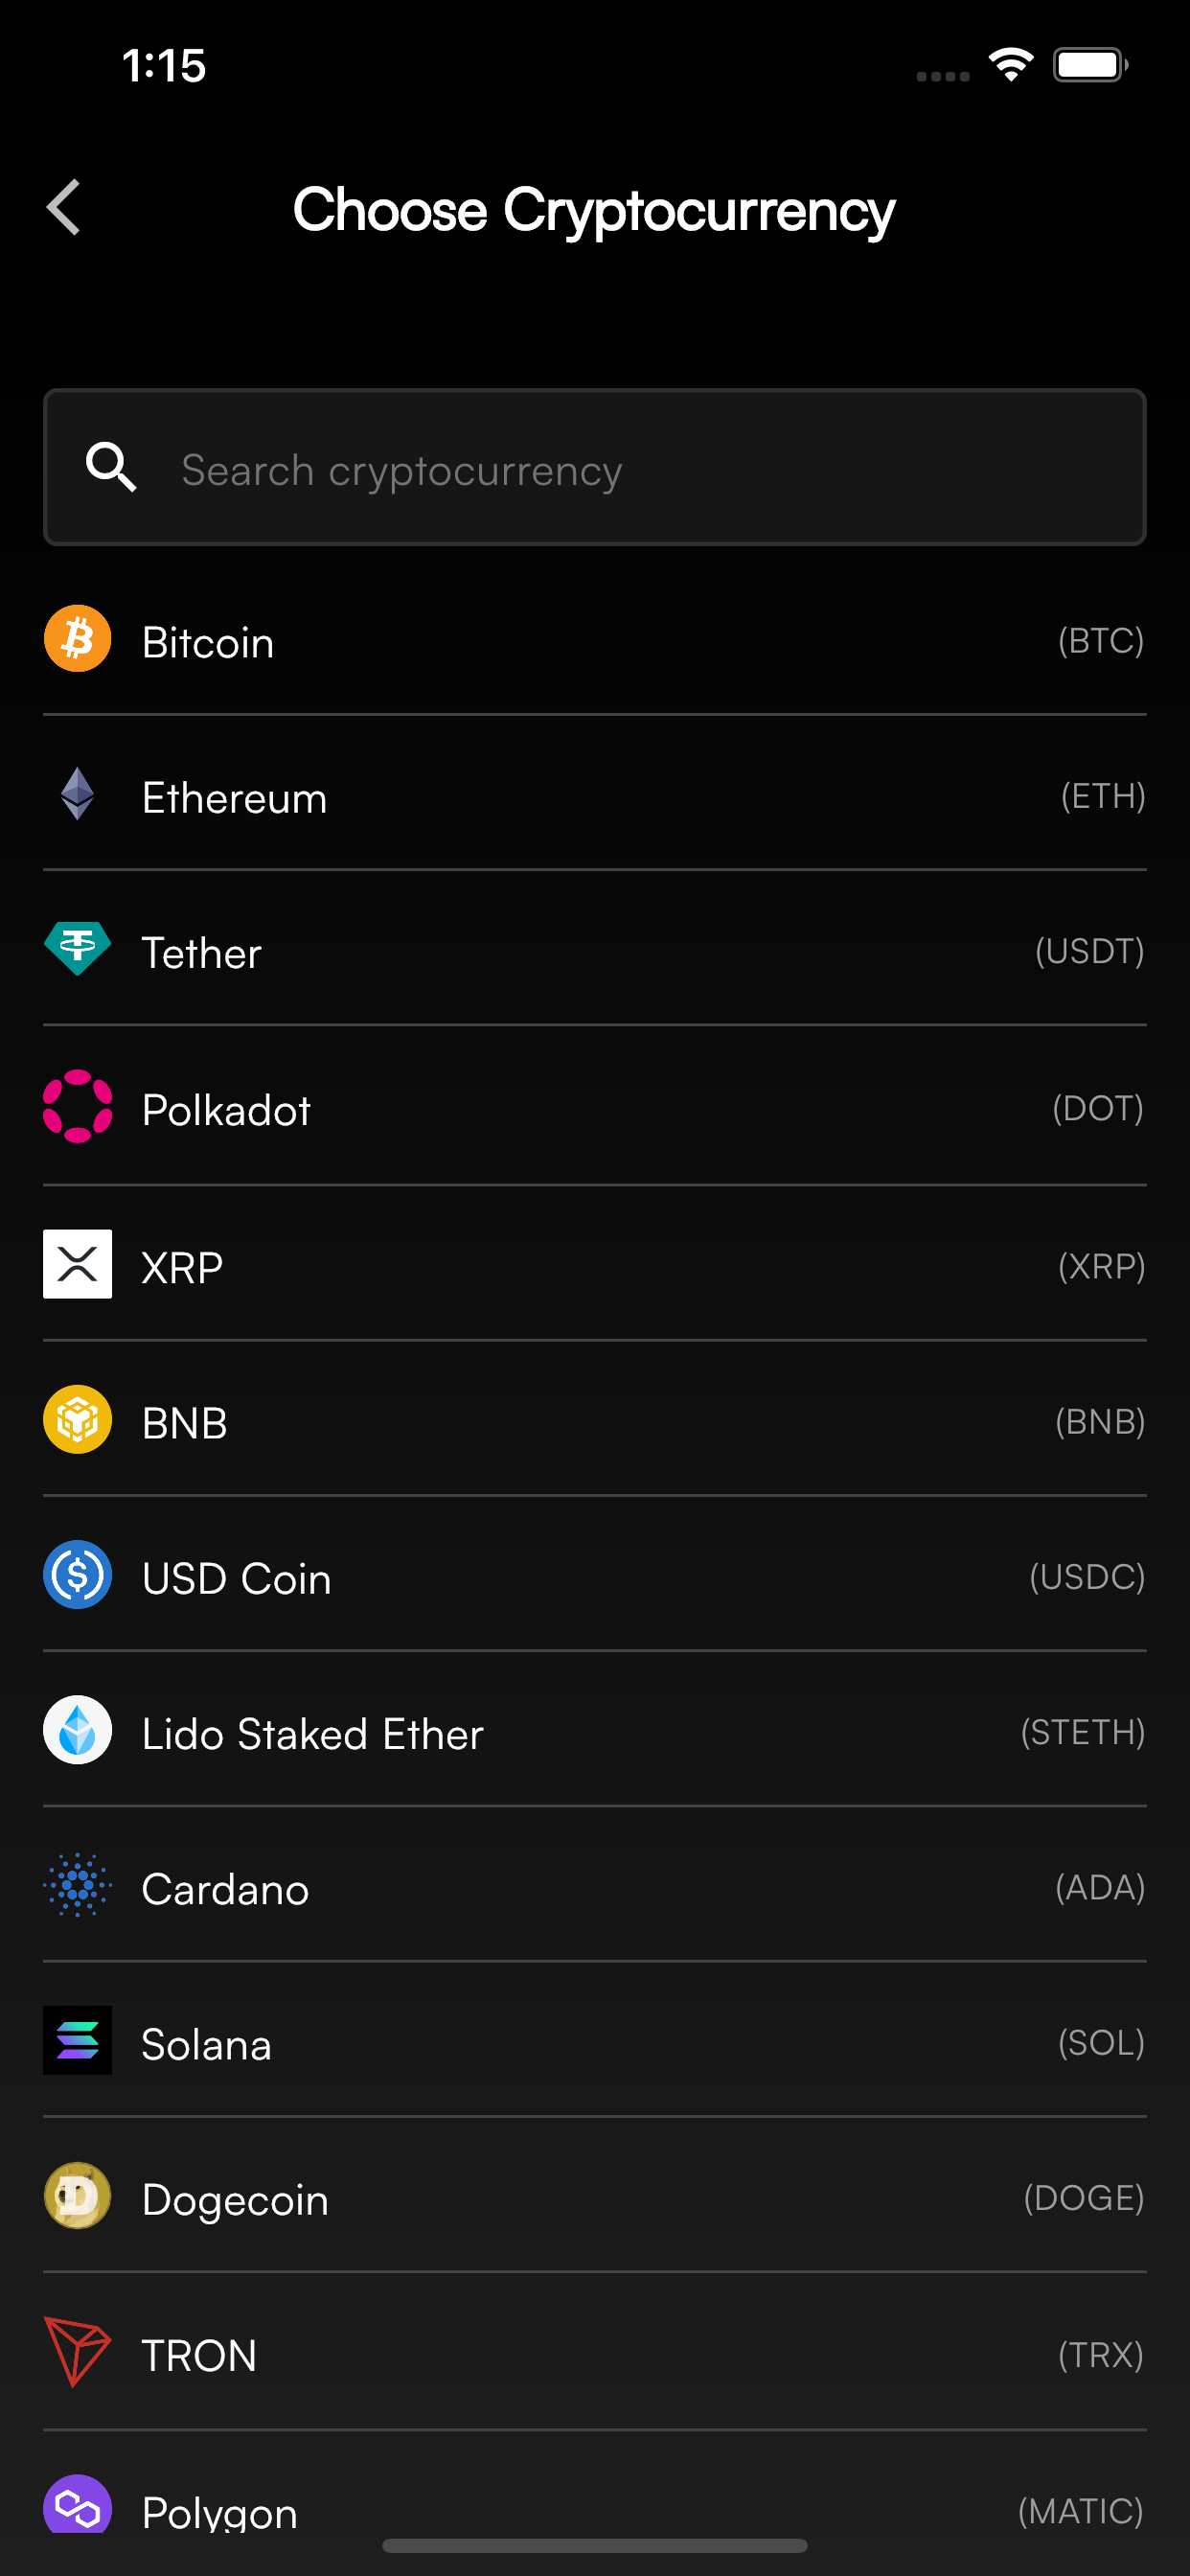 1:15
Choose Cryptocurrency
Search cryptocurrency
Bitcoin (BTC)
Ethereum (ETH)
Tether (USDT)
Polkadot (DOT)
XRP (XRP)
BNB (BNB)
USD Coin (USDC)
Lido Staked Ether (STETH)
Cardano (ADA)
Solana (SOL)
Dogecoin (DOGE)
TRON (TRX)
Polygon (MATIC)